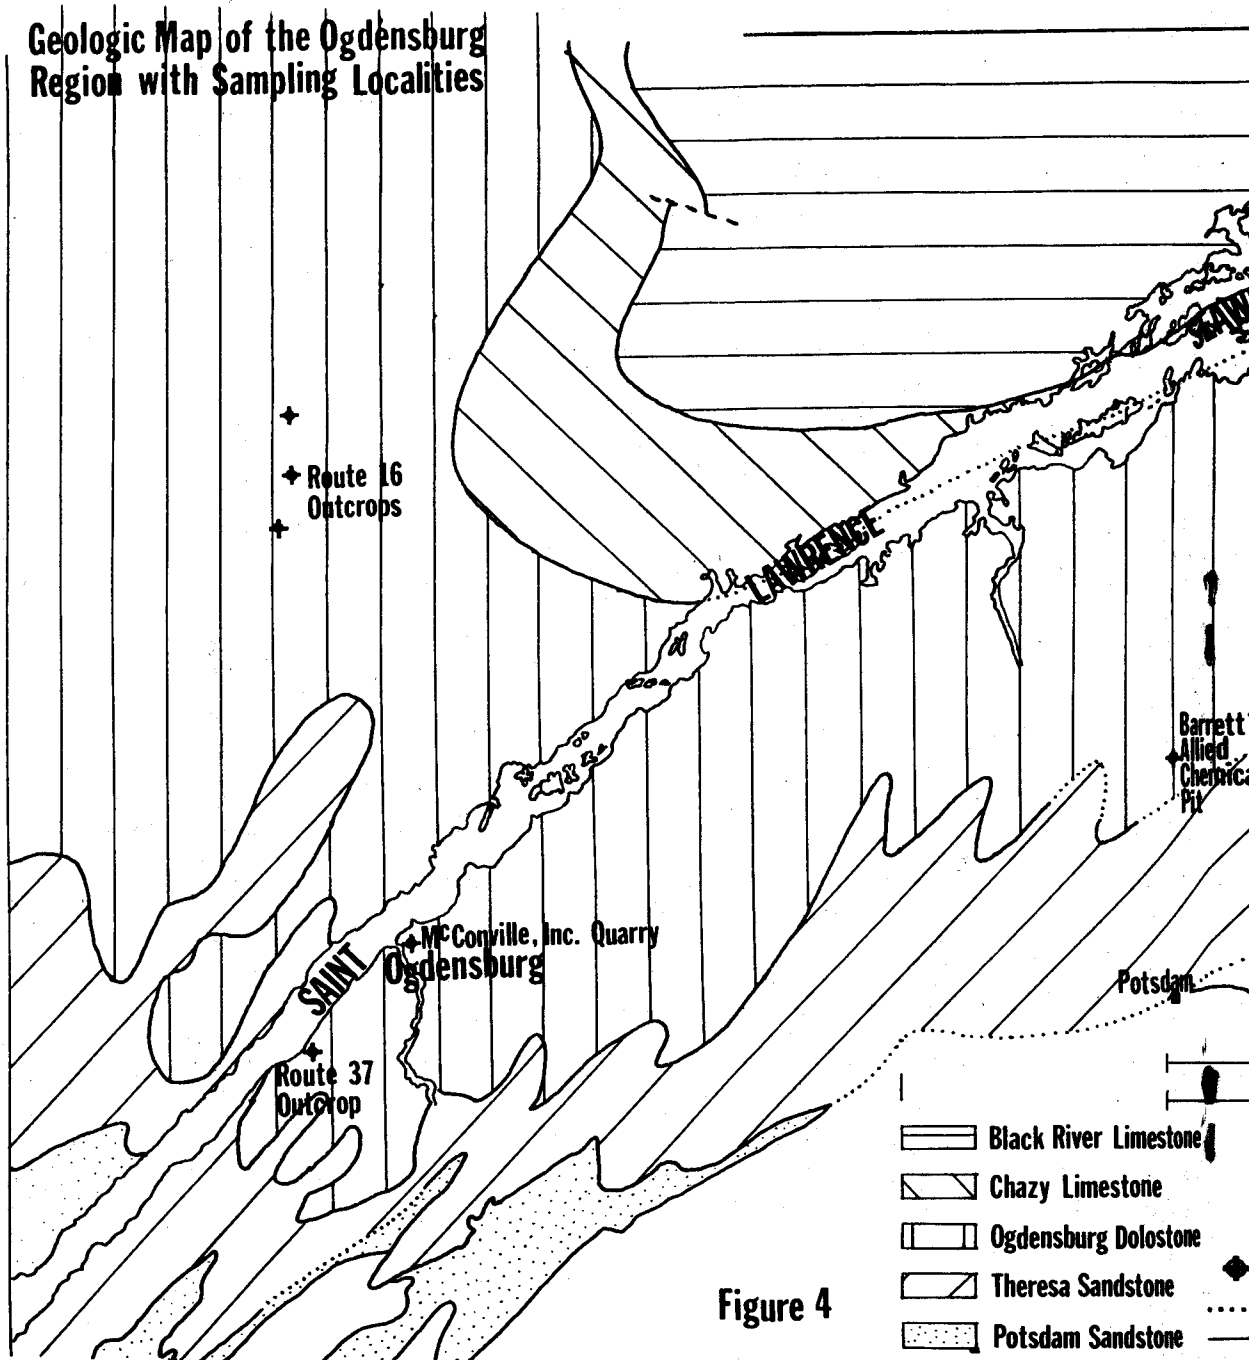 Geologic Map of the Ogdensburg
Region with Sampling Localities
Route 16
Outcrops
LAWRENCE
Barrett
Allied
Chemica
Pit
McConville, Inc. Quarry
Ogdensburg
SAINT
Potsdam
Route 37
Outcrop
Black River Limestone
Chazy Limestone
Ogdensburg Dolostone
Theresa Sandstone
Potsdam Sandstone
Figure 4